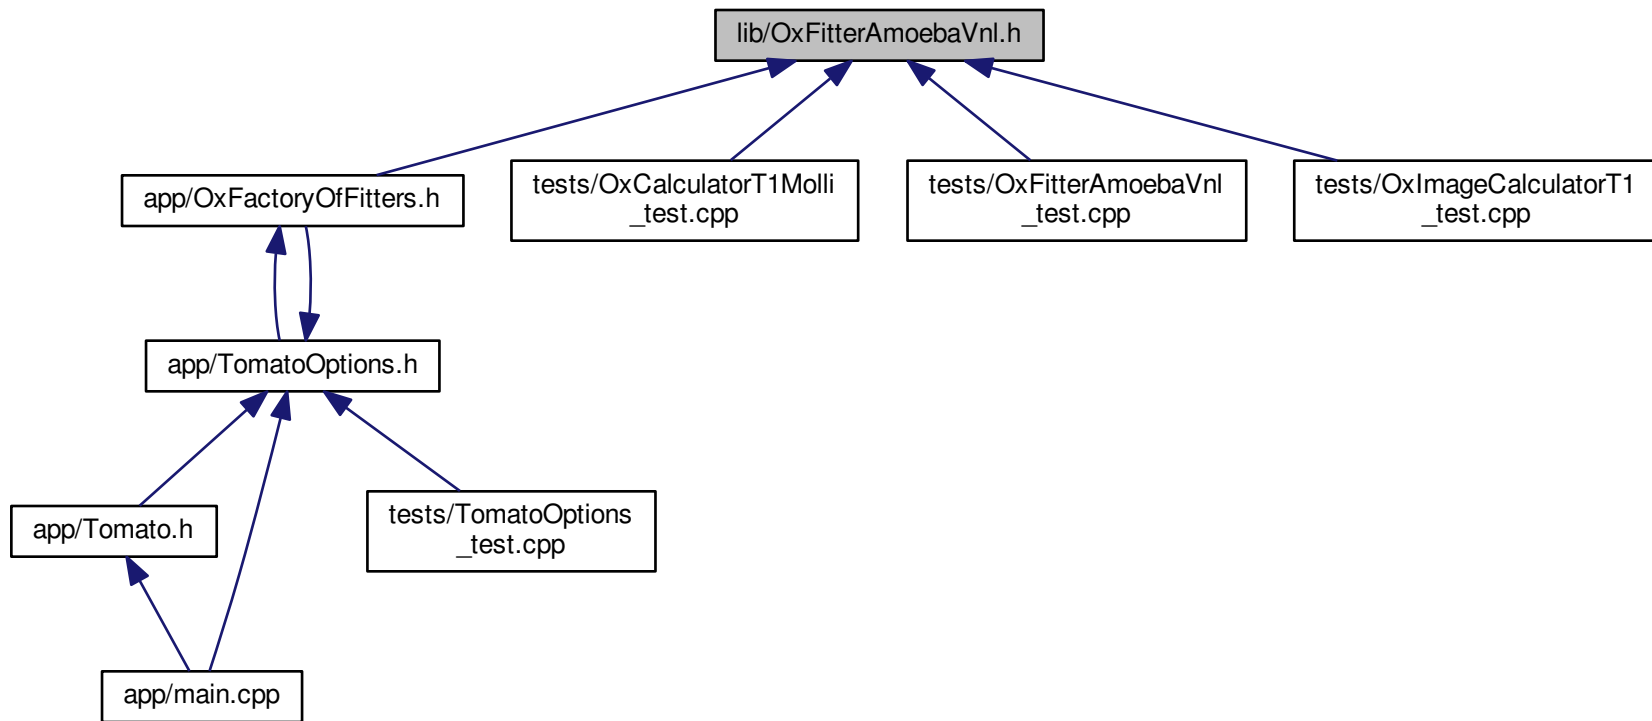 lib/OxFitterAmoebaVnl.h
app/OxFactoryOfFitters.h
tests/OxCalculatorT1Molli
_test.cpp
tests/OxFitterAmoebaVnl
_test.cpp
tests/OxImageCalculatorT1
_test.cpp
app/TomatoOptions.h
app/Tomato.h
tests/TomatoOptions
_test.cpp
app/main.cpp